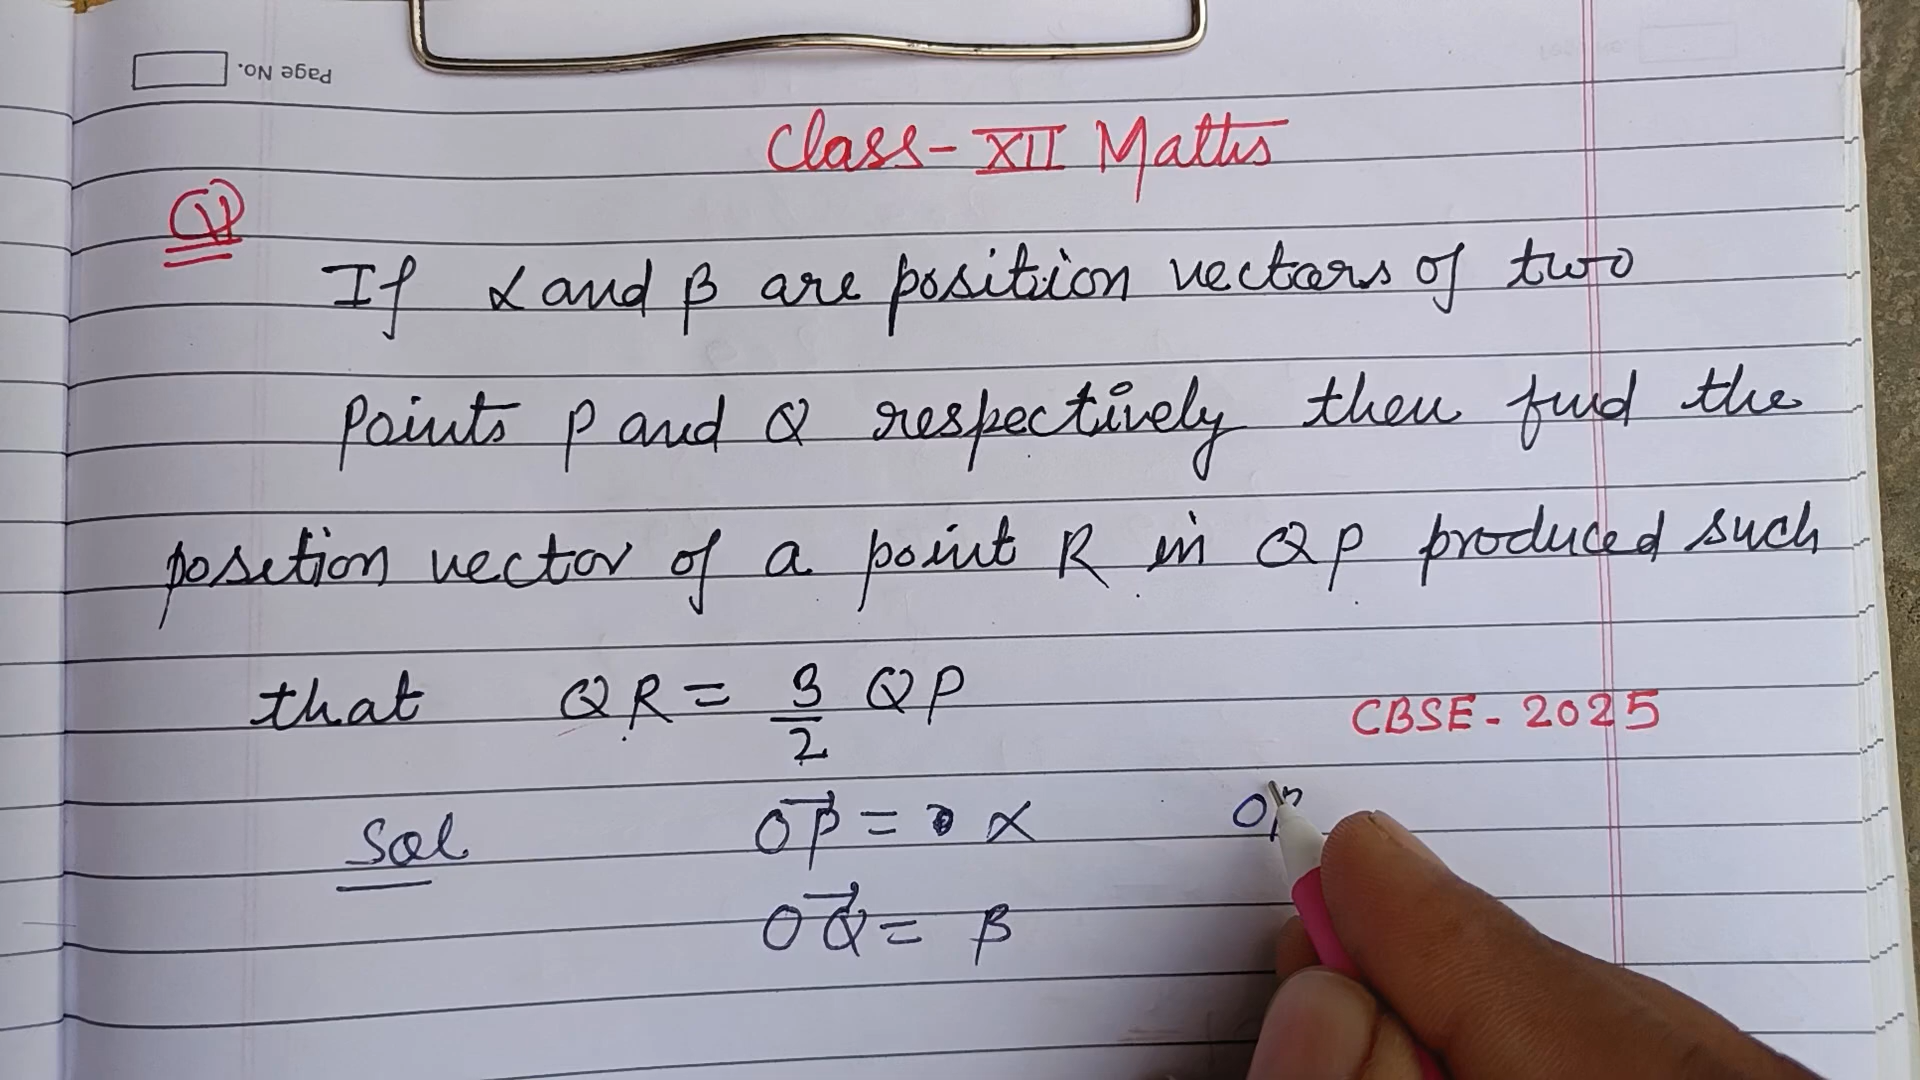 Page No.
Class-XII Maths
Q
If α and β are position vectors of two
points P and Q respectively then find the
position vector of a point R in QP produced such
that QR = 3/2 QP
CBSE - 2025
Sol OP = α
OQ = β